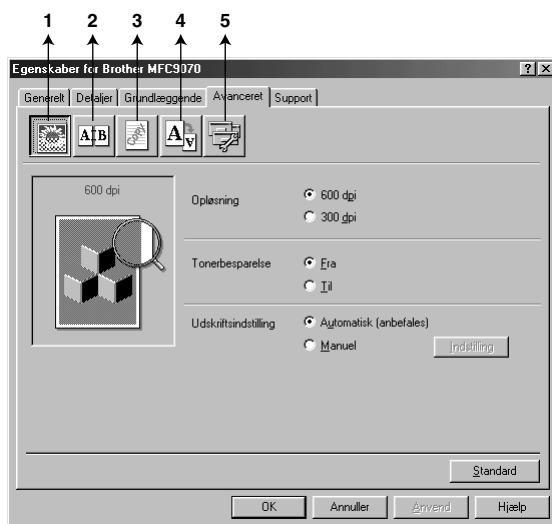 1 2 3 4 5
Egenskaber for Brother MFC9070
Generelt Detaljer Grundlæggende Avanceret Support
A B A A
600 dpi
Opløsning
600 dpi
300 dpi
Tonerbesparelse
Fra
Til
Udskriftsindstilling
Automatisk (anbefales)
Manuel
Indstilling
Standard
OK Annuller Anvend Hjælp